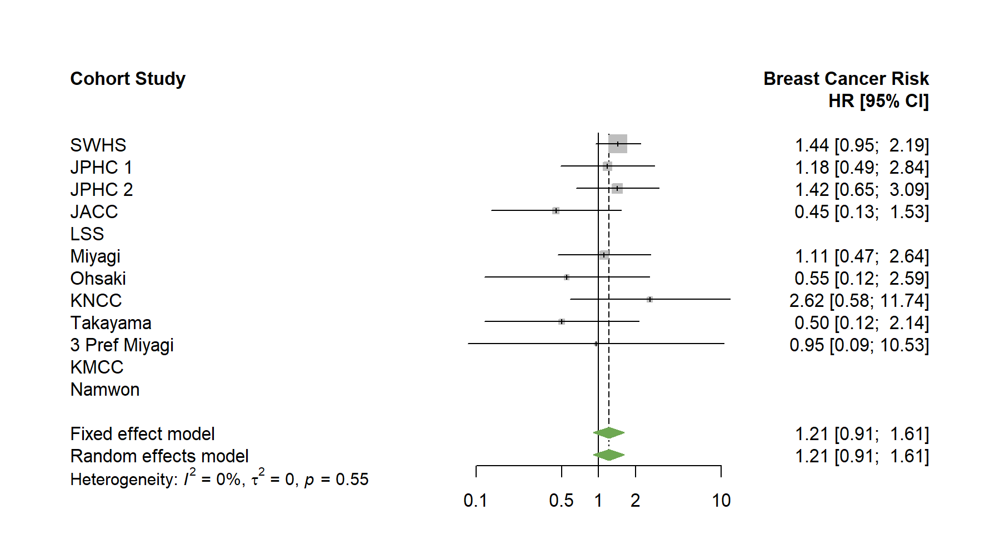 Cohort Study
Breast Cancer Risk
HR [95% CI]
SWHS 1.44 [0.95; 2.19]
JPHC 1 1.18 [0.49; 2.84]
JPHC 2 1.42 [0.65; 3.09]
JACC 0.45 [0.13; 1.53]
LSS
Miyagi 1.11 [0.47; 2.64]
Ohsaki 0.55 [0.12; 2.59]
KNCC 2.62 [0.58; 11.74]
Takayama 0.50 [0.12; 2.14]
3 Pref Miyagi 0.95 [0.09; 10.53]
KMCC
Namwon
Fixed effect model 1.21 [0.91; 1.61]
Random effects model 1.21 [0.91; 1.61]
Heterogeneity: I² = 0%, τ² = 0, p = 0.55
0.1 0.5 1 2 10